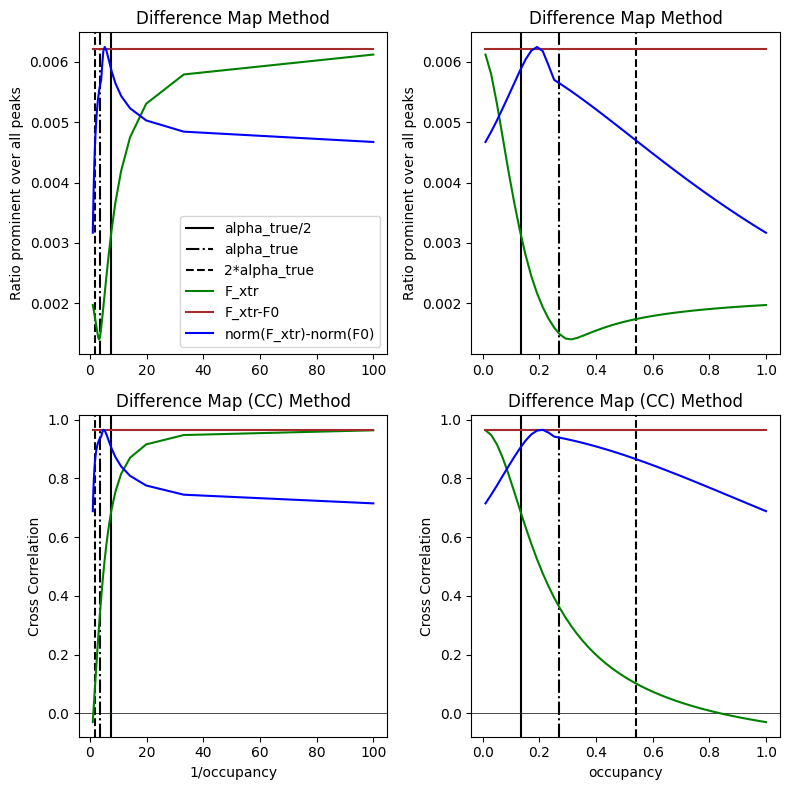 Difference Map Method
Ratio prominent over all peaks
0.006
0.005
0.004
0.003
0.002
0 20 40 60 80 100
alpha_true/2
alpha_true
2*alpha_true
F_xtr
F_xtr-F0
norm(F_xtr)-norm(F0)
Difference Map Method
Ratio prominent over all peaks
0.006
0.005
0.004
0.003
0.002
0.0 0.2 0.4 0.6 0.8 1.0
Difference Map (CC) Method
Cross Correlation
1.0
0.8
0.6
0.4
0.2
0.0
0 20 40 60 80 100
1/occupancy
Difference Map (CC) Method
Cross Correlation
1.0
0.8
0.6
0.4
0.2
0.0
0.0 0.2 0.4 0.6 0.8 1.0
occupancy